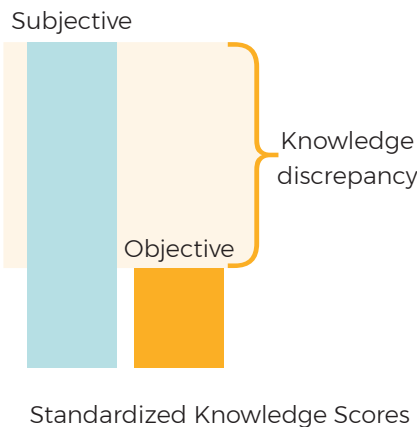 Subjective
Knowledge
discrepancy
Objective
Standardized Knowledge Scores